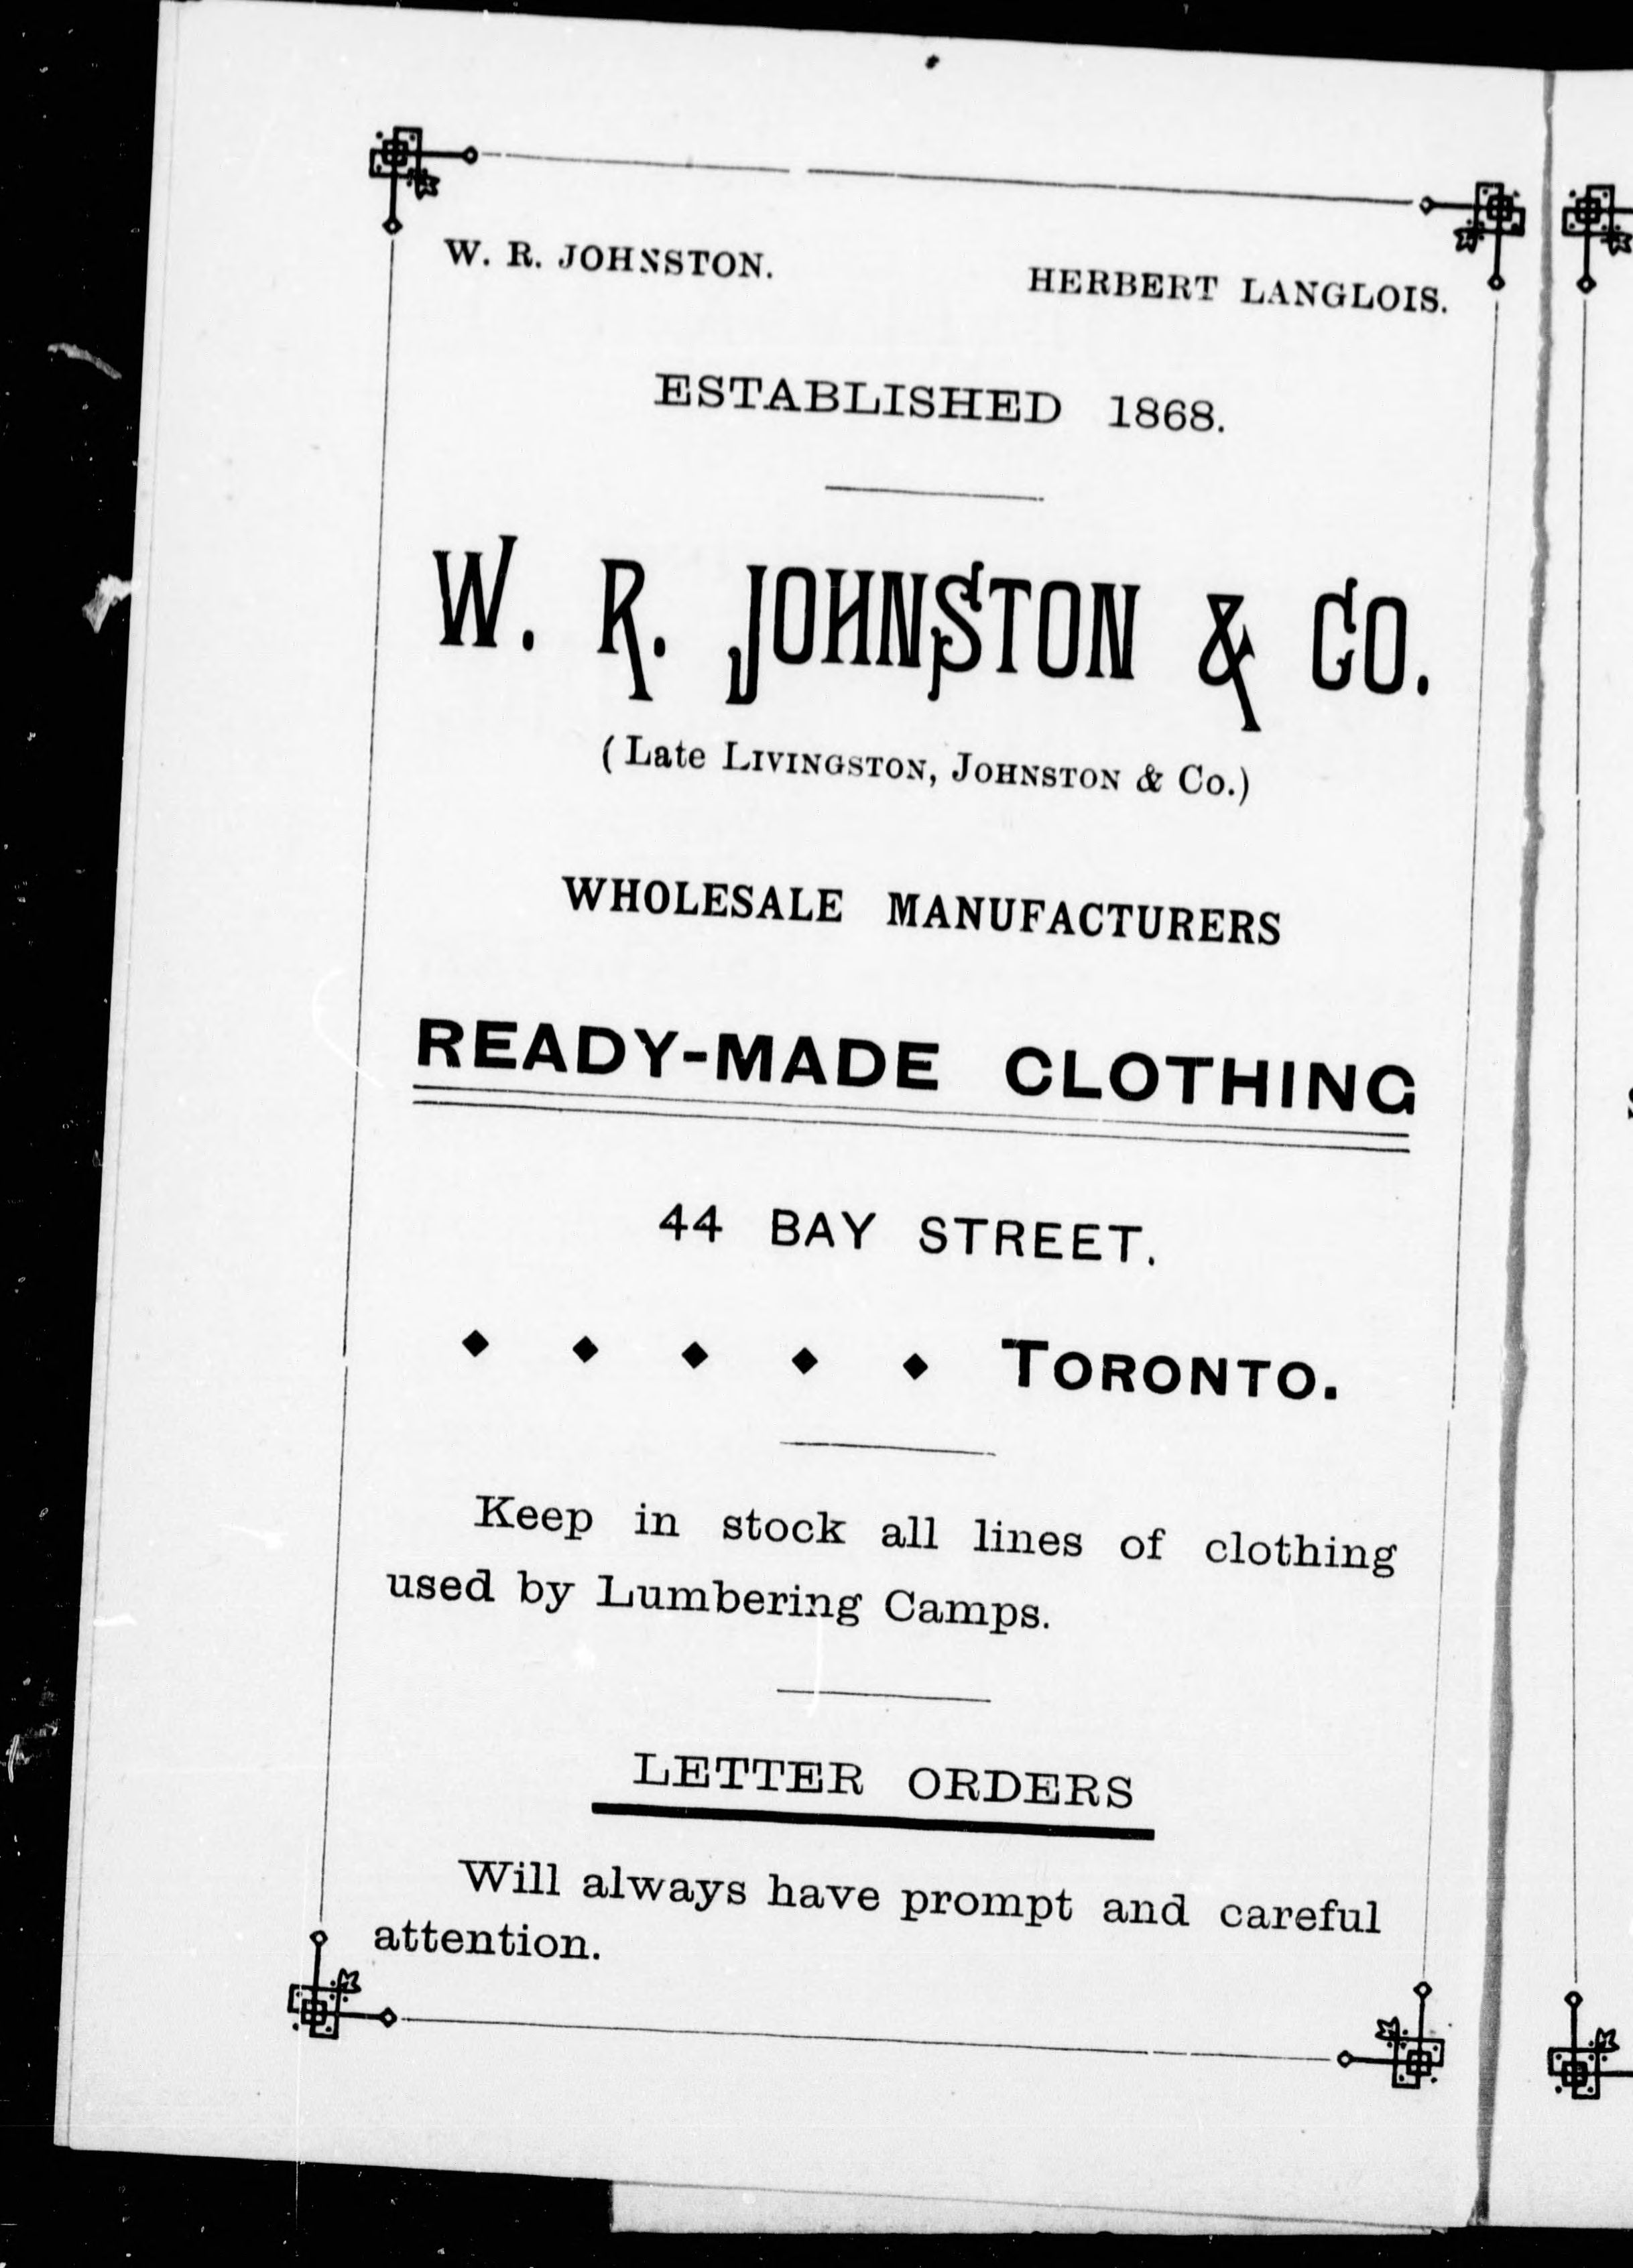 W. R. JOHNSTON. HERBERT LANGLOIS.
ESTABLISHED 1868.
W. R. JOHNSTON & CO.
(Late LIVINGSTON, JOHNSTON & Co.)
WHOLESALE MANUFACTURERS
READY-MADE CLOTHING
44 BAY STREET.
TORONTO.
Keep in stock all lines of clothing
used by Lumbering Camps.
LETTER ORDERS
Will always have prompt and careful
attention.